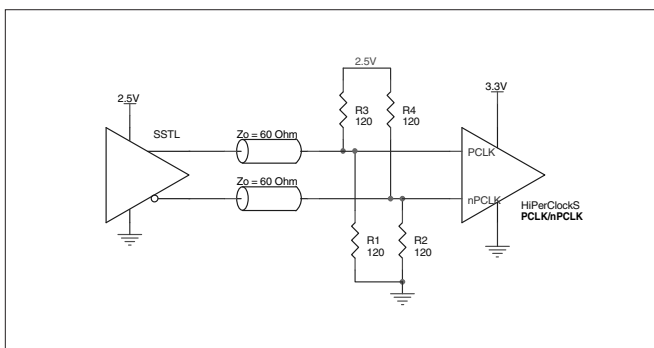 2.5V
3.3V
2.5V
R3
120
R4
120
SSTL
Zo = 60 Ohm
PCLK
Zo = 60 Ohm
nPCLK
HiPerClockS
PCLK/nPCLK
R1
120
R2
120